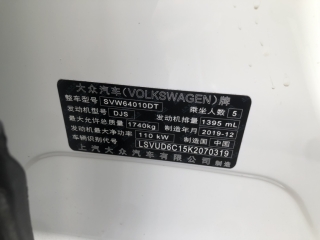 大众汽车(VOLKSWAGEN)牌
整车型号 SVW64010DT 乘坐人数 5
发动机型号 DJS 发动机排量 1395 mL
最大允许总质量 1740kg 制造年月 2019-12
发动机最大净功率 110 kW 制造国 中国
车辆识别代号 LSVUD6C15K2070319
上汽大众汽车有限公司制造